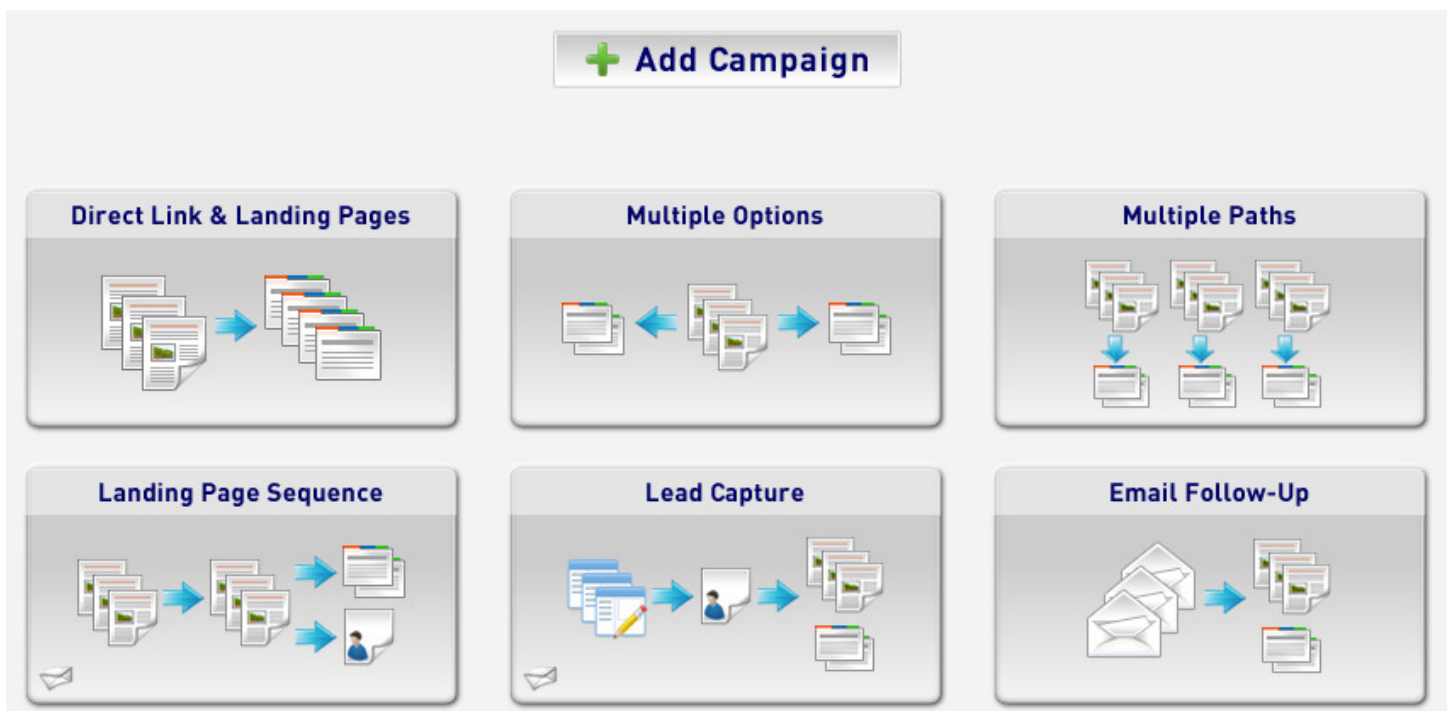 Add Campaign
Direct Link & Landing Pages
Multiple Options
Multiple Paths
Landing Page Sequence
Lead Capture
Email Follow-Up